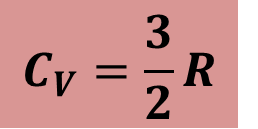 C_V = 3/2 R